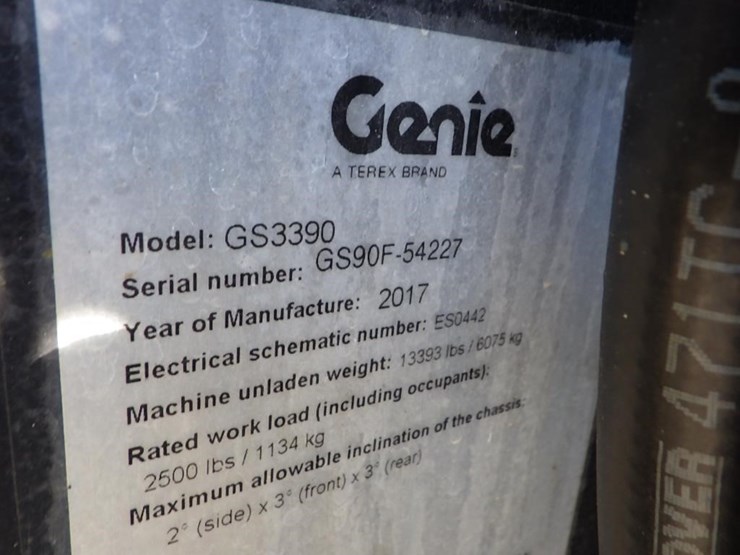 Genie
A TEREX BRAND
Model: GS3390
Serial number: GS90F-54227
Year of Manufacture: 2017
Electrical schematic number: ES0442
Machine unladen weight: 13393 lbs / 6075 kg
Rated work load (including occupants):
2500 lbs / 1134 kg
Maximum allowable inclination of the chassis:
2° (side) x 3° (front) x 3° (rear)
471TC